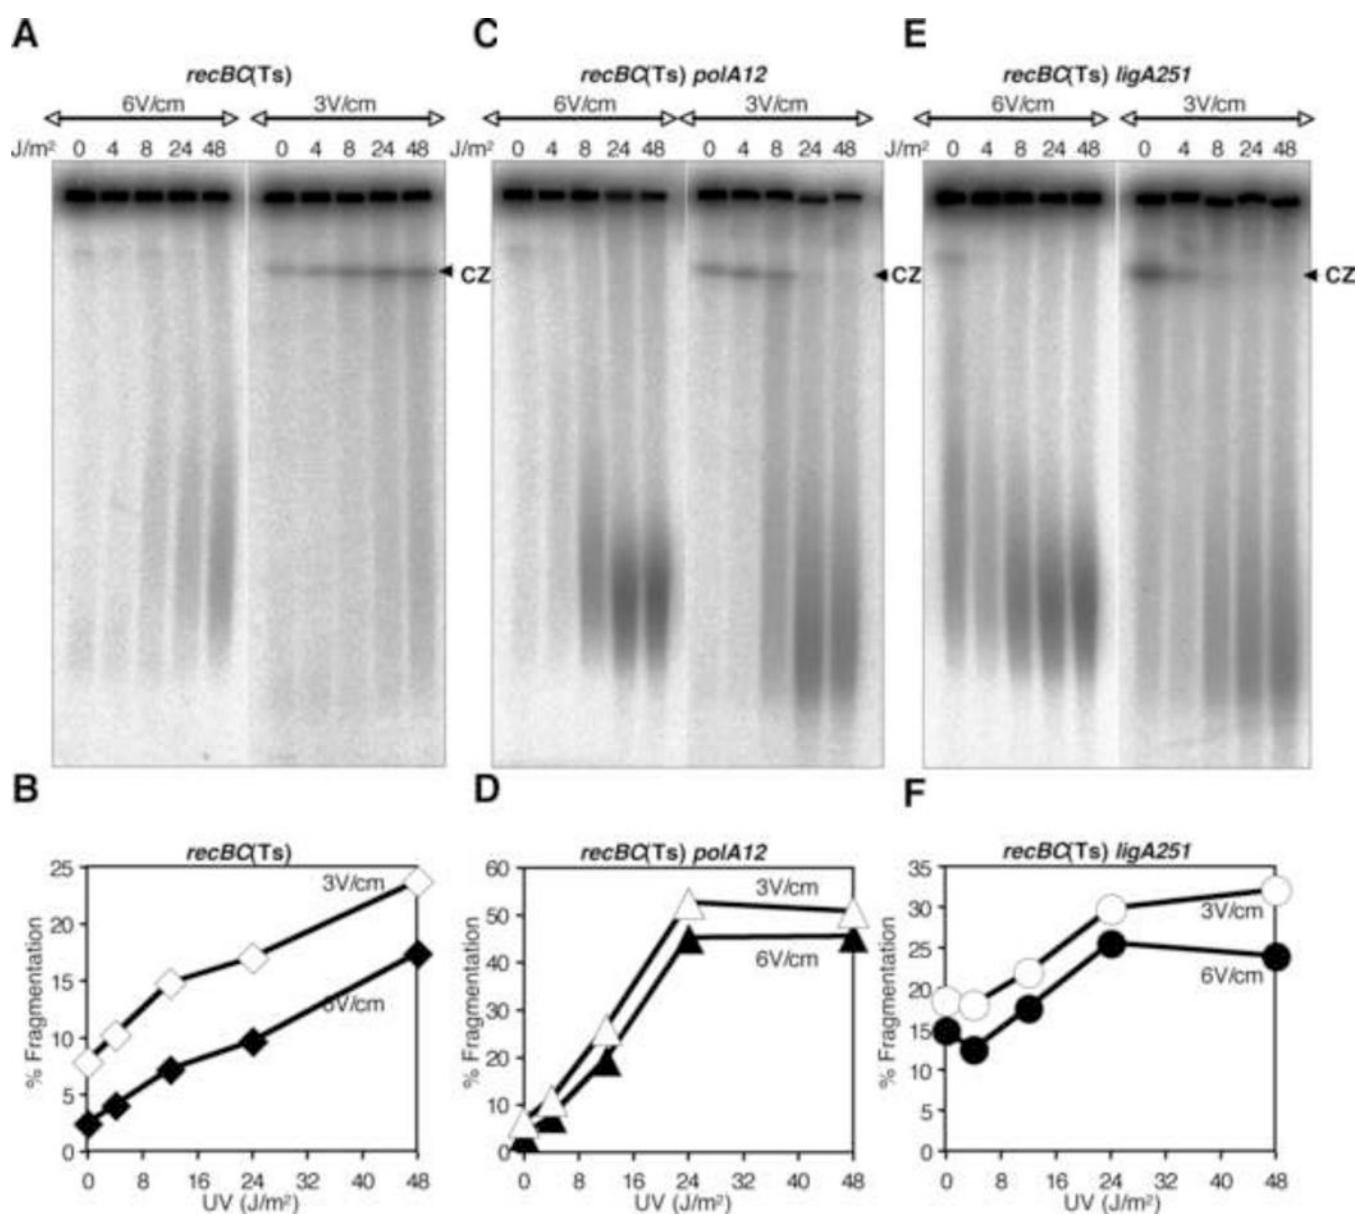 A
recBC(Ts)
6V/cm 3V/cm
J/m² 0 4 8 24 48 0 4 8 24 48
CZ
C
recBC(Ts) polA12
6V/cm 3V/cm
J/m² 0 4 8 24 48 0 4 8 24 48
CZ
E
recBC(Ts) ligA251
6V/cm 3V/cm
J/m² 0 4 8 24 48 0 4 8 24 48
CZ
B
recBC(Ts)
% Fragmentation
25
20
15
10
5
0
3V/cm
6V/cm
0 8 16 24 32 40 48
UV (J/m²)
D
recBC(Ts) polA12
% Fragmentation
60
50
40
30
20
10
0
3V/cm
6V/cm
0 8 16 24 32 40 48
UV (J/m²)
F
recBC(Ts) ligA251
% Fragmentation
35
30
25
20
15
10
5
0
3V/cm
6V/cm
0 8 16 24 32 40 48
UV (J/m²)